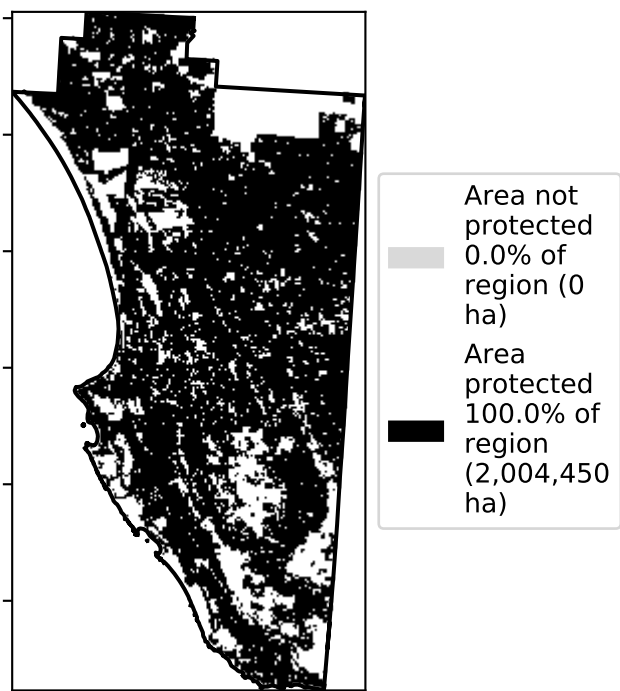 Area not
protected
0.0% of
region (0
ha)
Area
protected
100.0% of
region
(2,004,450
ha)